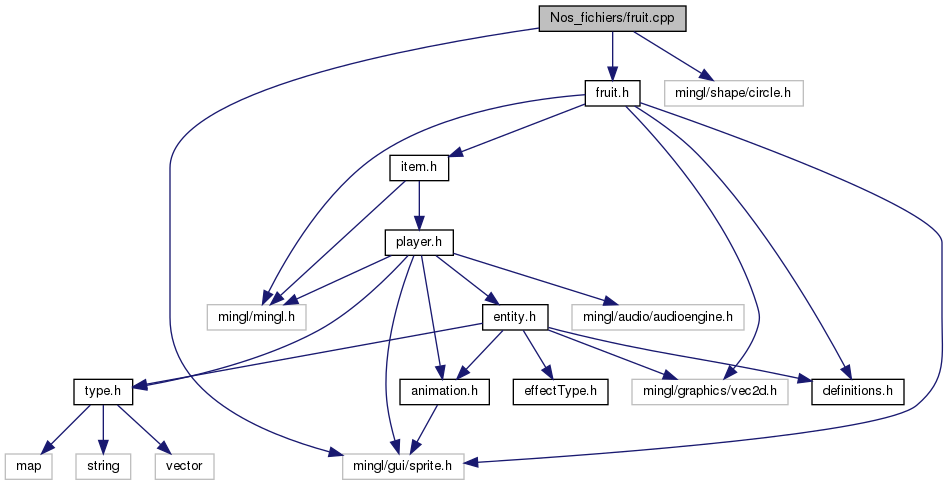 Nos_fichiers/fruit.cpp
fruit.h
mingl/shape/circle.h
item.h
player.h
mingl/mingl.h
entity.h
mingl/audio/audioengine.h
type.h
animation.h
effectType.h
mingl/graphics/vec2d.h
definitions.h
map
string
vector
mingl/gui/sprite.h